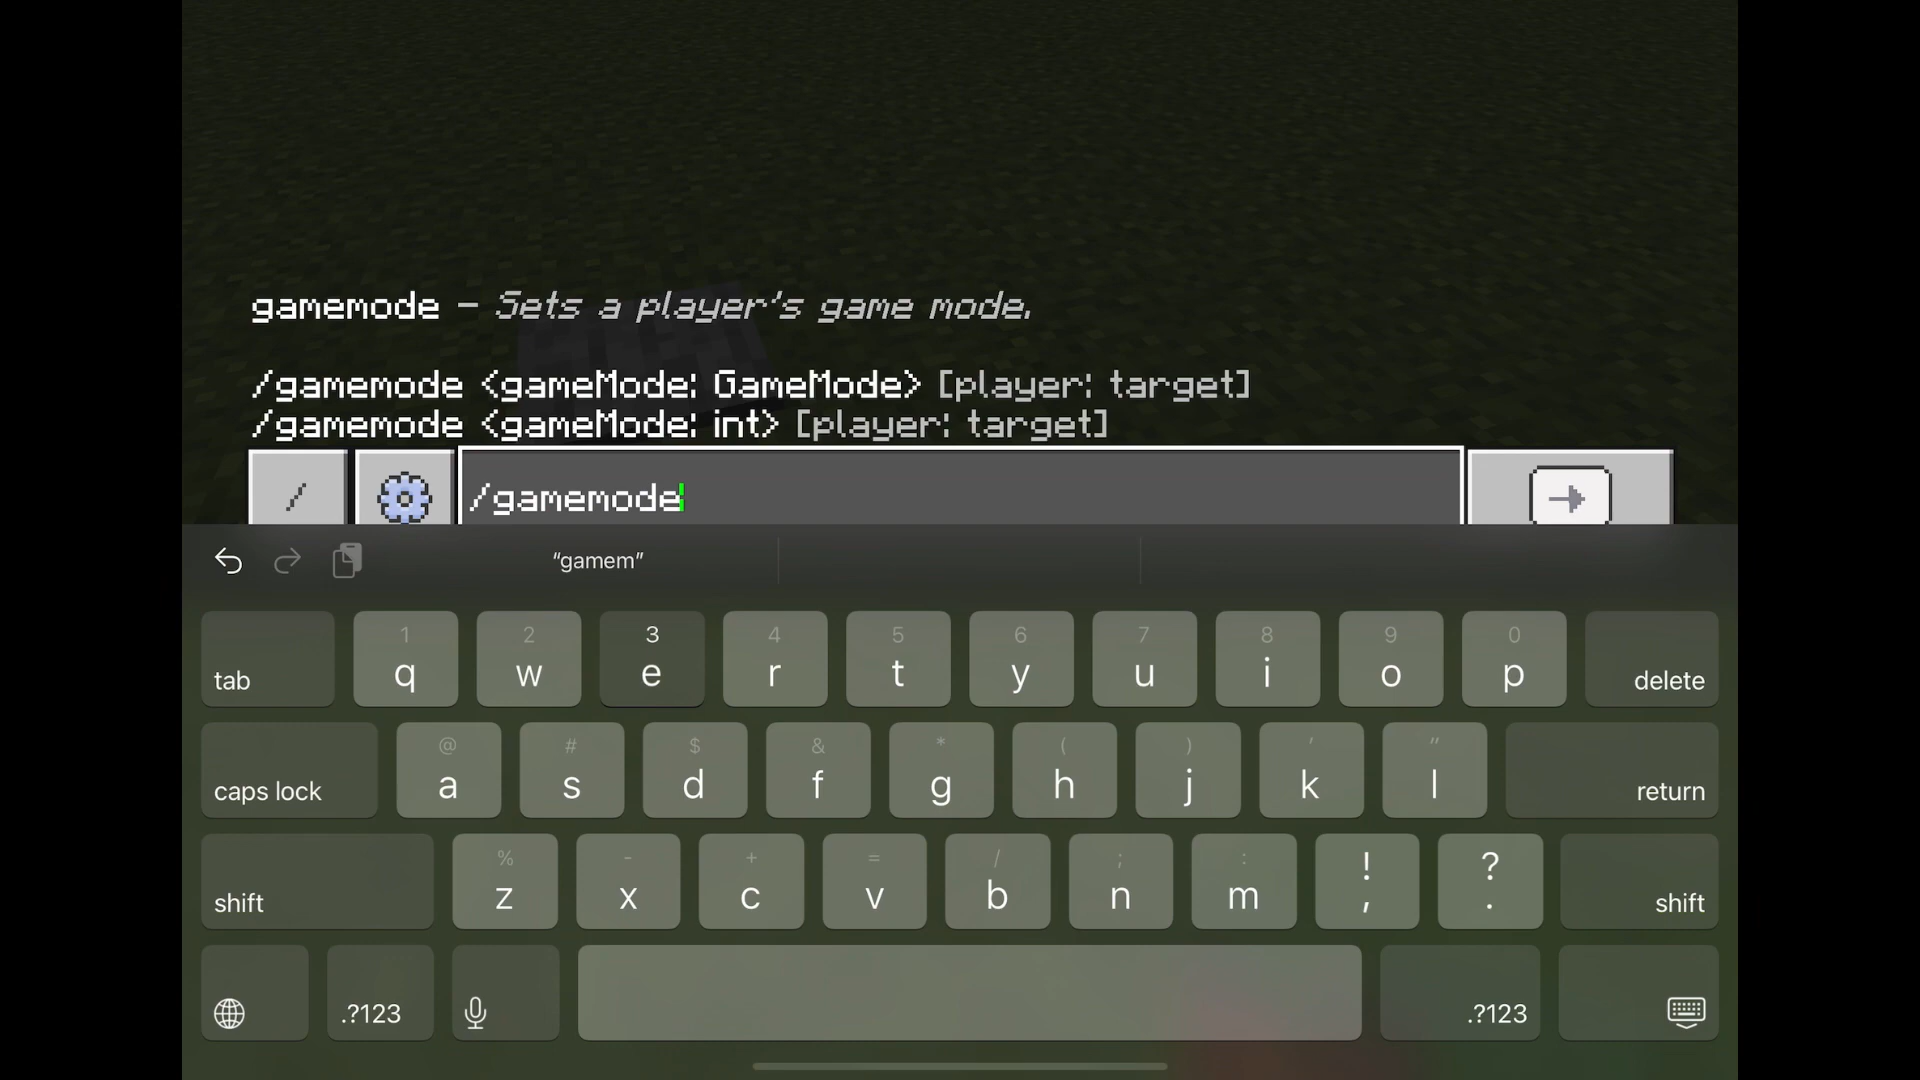 gamemode - Sets a player's game mode.
/gamemode <gameMode: GameMode> [player: target]
/gamemode <gameMode: int> [player: target]
/ /gamemode
"gamem"
1 2 3 4 5 6 7 8 9 0
tab q w e r t y u i o p delete
@ # $ & * ( ) ' "
caps lock a s d f g h j k l return
% - + = / ; : ! ?
shift z x c v b n m , . shift
.?123 .?123